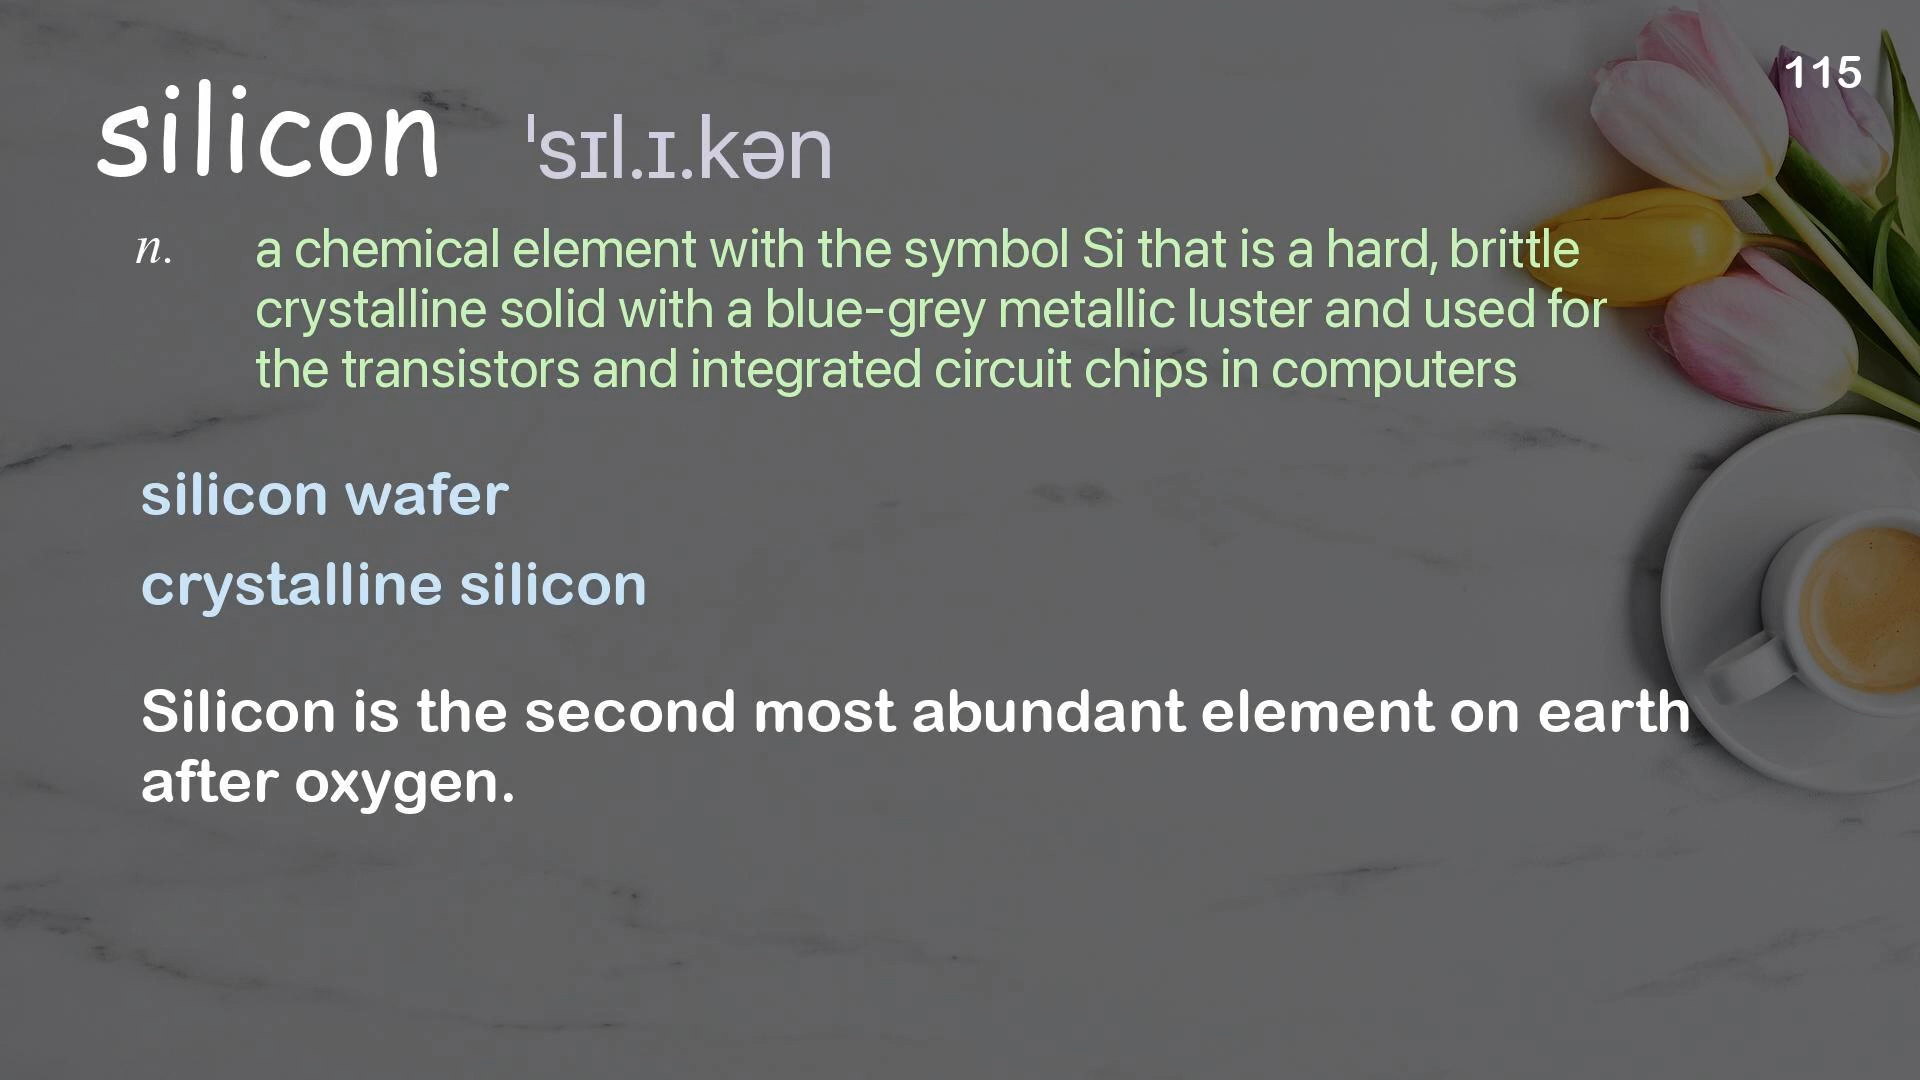 115
silicon ˈsɪl.ɪ.kən
n. a chemical element with the symbol Si that is a hard, brittle
crystalline solid with a blue-grey metallic luster and used for
the transistors and integrated circuit chips in computers
silicon wafer
crystalline silicon
Silicon is the second most abundant element on earth
after oxygen.